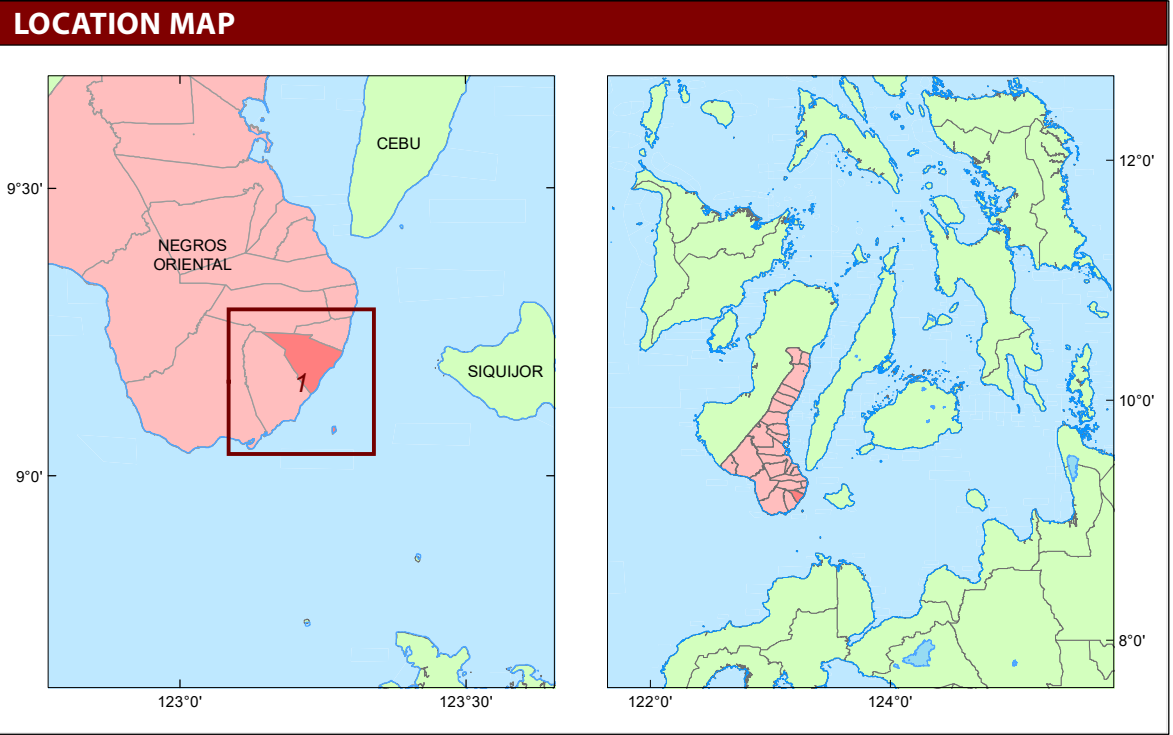 LOCATION MAP
CEBU
9°30'
NEGROS
ORIENTAL
SIQUIJOR
1
9°0'
123°0'
123°30'
12°0'
10°0'
8°0'
122°0'
124°0'